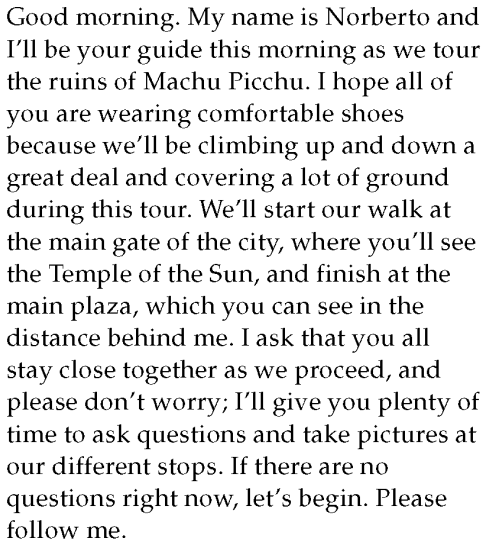 Good morning. My name is Norberto and
I’ll be your guide this morning as we tour
the ruins of Machu Picchu. I hope all of
you are wearing comfortable shoes
because we’ll be climbing up and down a
great deal and covering a lot of ground
during this tour. We’ll start our walk at
the main gate of the city, where you’ll see
the Temple of the Sun, and finish at the
main plaza, which you can see in the
distance behind me. I ask that you all
stay close together as we proceed, and
please don’t worry; I’ll give you plenty of
time to ask questions and take pictures at
our different stops. If there are no
questions right now, let’s begin. Please
follow me.